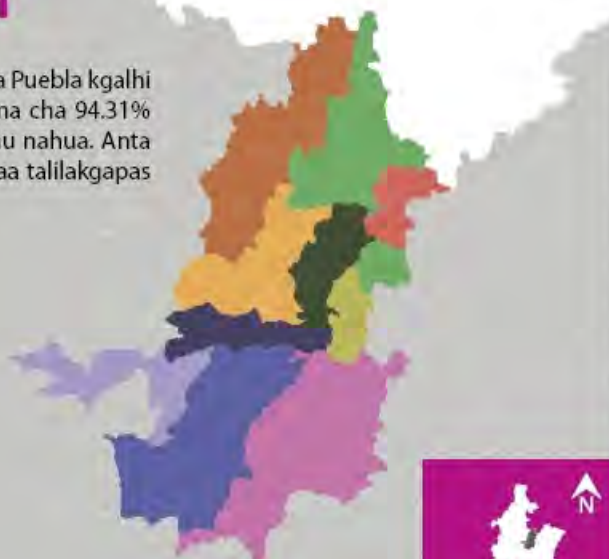 a Puebla kgalhi
na cha 94.31%
u nahua. Anta
aa talilakgapas
N